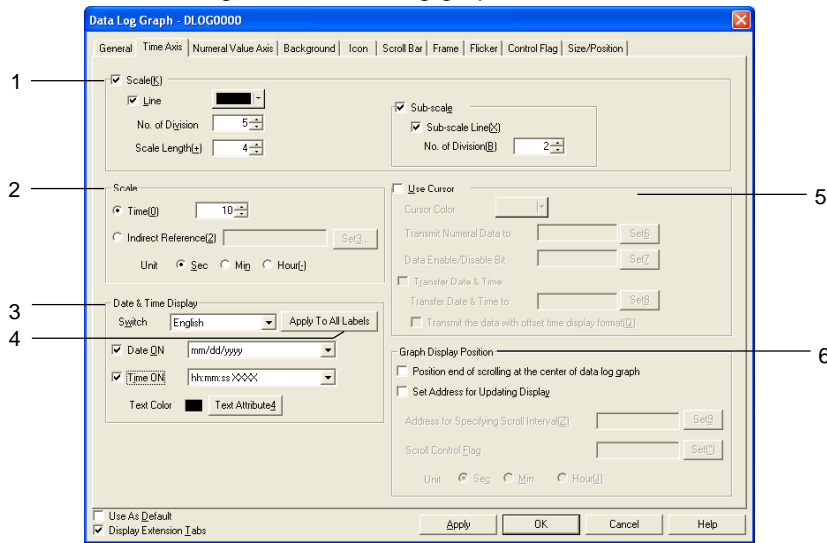 Data Log Graph - DLOG0000
General Time Axis Numeral Value Axis Background Icon Scroll Bar Frame Flicker Control Flag Size/Position
1
Scale(K)
Line
No. of Division 5
Scale Length(+) 4
Sub-scale
Sub-scale Line(X)
No. of Division(B) 2
2
Scale
Time(0) 10
Indirect Reference(2) Set3...
Unit Sec Min Hour(-)
3
Date & Time Display
Switch English Apply To All Labels
4
Date ON mm/dd/yyyy
Time ON hh:mm:ss XXXX
Text Color Text Attribute4
5
Use Cursor
Cursor Color
Transmit Numeral Data to Set6
Data Enable/Disable Bit Set7
Transfer Date & Time
Transfer Date & Time to Set8
Transmit the data with offset time display format(Q)
6
Graph Display Position
Position end of scrolling at the center of data log graph
Set Address for Updating Display
Address for Specifying Scroll Interval(Z) Set9
Scroll Control Flag Set(^)
Unit Sec Min Hour(J)
Use As Default
Display Extension Tabs
Apply OK Cancel Help